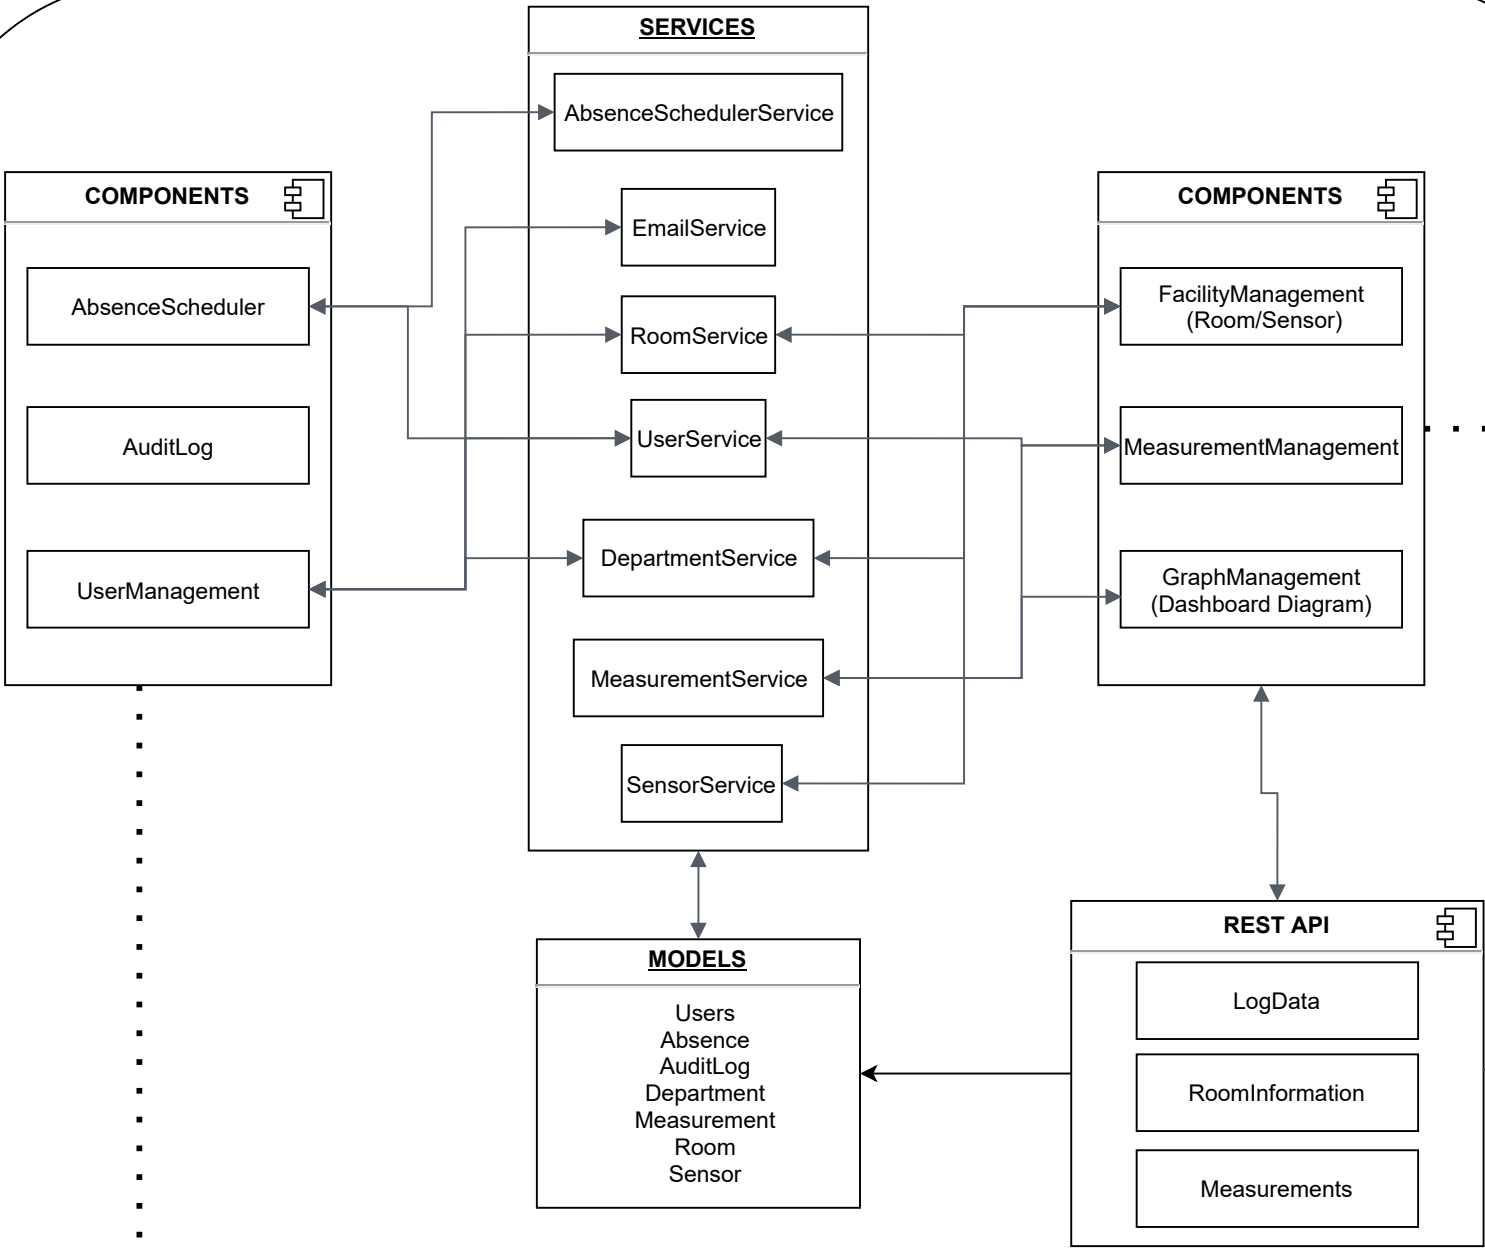 SERVICES
AbsenceSchedulerService
EmailService
RoomService
UserService
DepartmentService
MeasurementService
SensorService
COMPONENTS
AbsenceScheduler
AuditLog
UserManagement
COMPONENTS
FacilityManagement
(Room/Sensor)
MeasurementManagement
GraphManagement
(Dashboard Diagram)
MODELS
Users
Absence
AuditLog
Department
Measurement
Room
Sensor
REST API
LogData
RoomInformation
Measurements